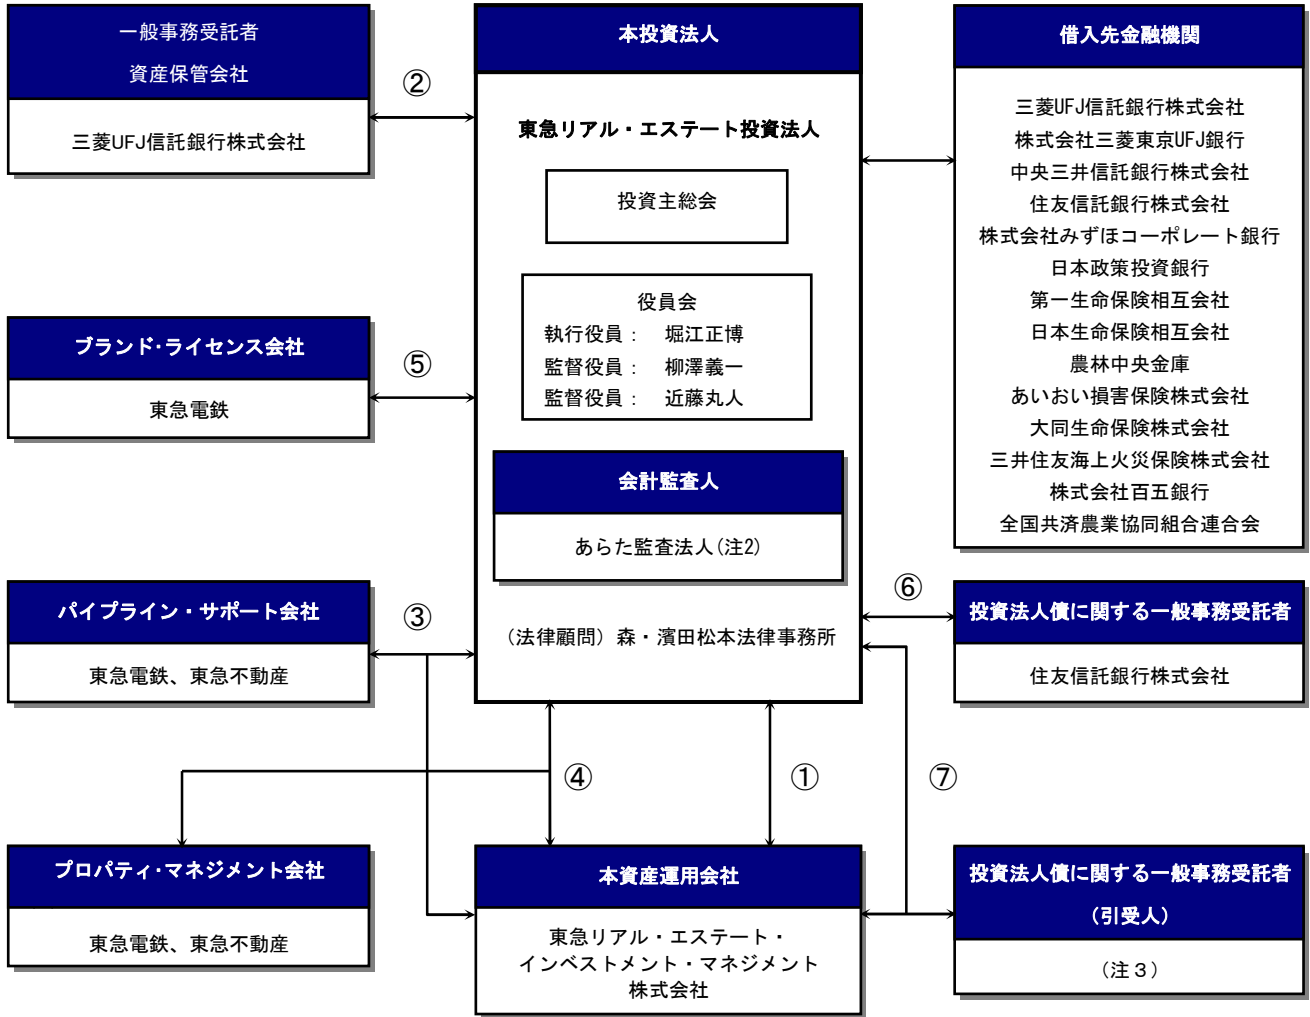 一般事務受託者
資産保管会社
三菱UFJ信託銀行株式会社
②
ブランド･ライセンス会社
東急電鉄
⑤
パイプライン・サポート会社
東急電鉄、東急不動産
③
プロパティ･マネジメント会社
東急電鉄、東急不動産
④
本投資法人
東急リアル・エステート投資法人
投資主総会
役員会
執行役員： 堀江正博
監督役員： 柳澤義一
監督役員： 近藤丸人
会計監査人
あらた監査法人(注2)
（法律顧問）森・濱田松本法律事務所
①
本資産運用会社
東急リアル・エステート・
インベストメント・マネジメント
株式会社
借入先金融機関
三菱UFJ信託銀行株式会社
株式会社三菱東京UFJ銀行
中央三井信託銀行株式会社
住友信託銀行株式会社
株式会社みずほコーポレート銀行
日本政策投資銀行
第一生命保険相互会社
日本生命保険相互会社
農林中央金庫
あいおい損害保険株式会社
大同生命保険株式会社
三井住友海上火災保険株式会社
株式会社百五銀行
全国共済農業協同組合連合会
⑥
投資法人債に関する一般事務受託者
住友信託銀行株式会社
⑦
投資法人債に関する一般事務受託者
（引受人）
（注３）